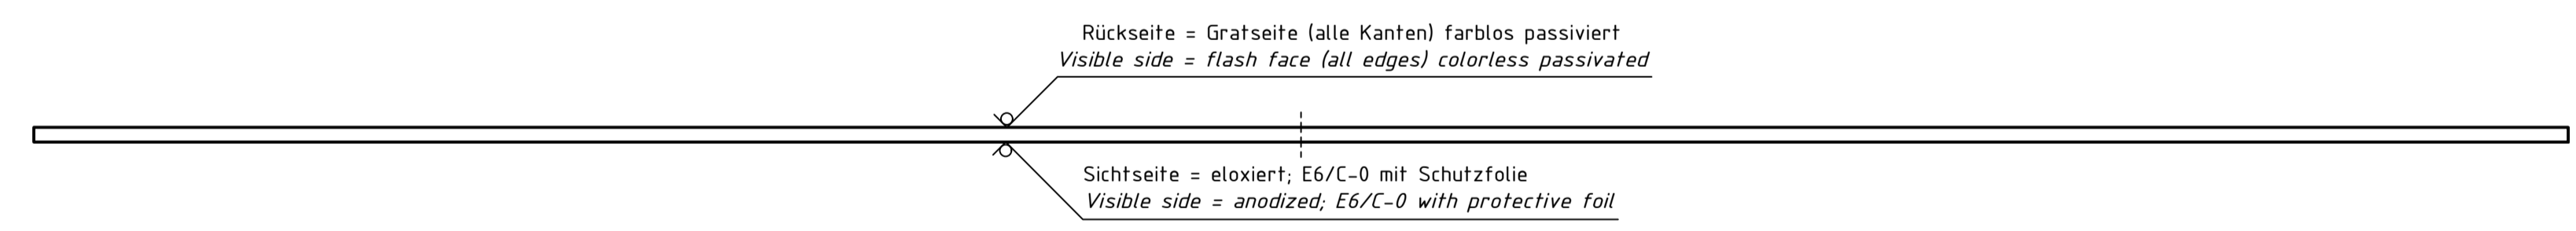 Rückseite = Gratseite (alle Kanten) farblos passiviert
Visible side = flash face (all edges) colorless passivated
Sichtseite = eloxiert; E6/C-0 mit Schutzfolie
Visible side = anodized; E6/C-0 with protective foil